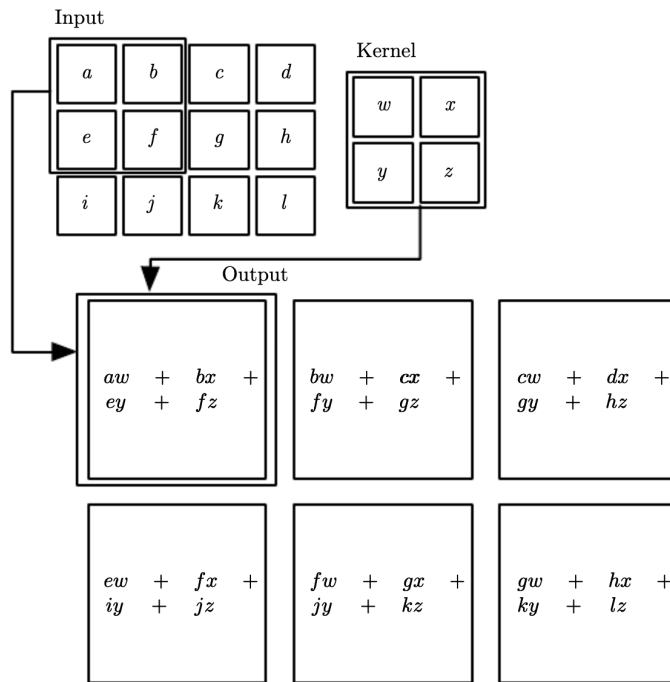 Input
a b c d
e f g h
i j k l
Kernel
w x
y z
Output
aw + bx +
ey + fz
bw + cx +
fy + gz
cw + dx +
gy + hz
ew + fx +
iy + jz
fw + gx +
jy + kz
gw + hx +
ky + lz